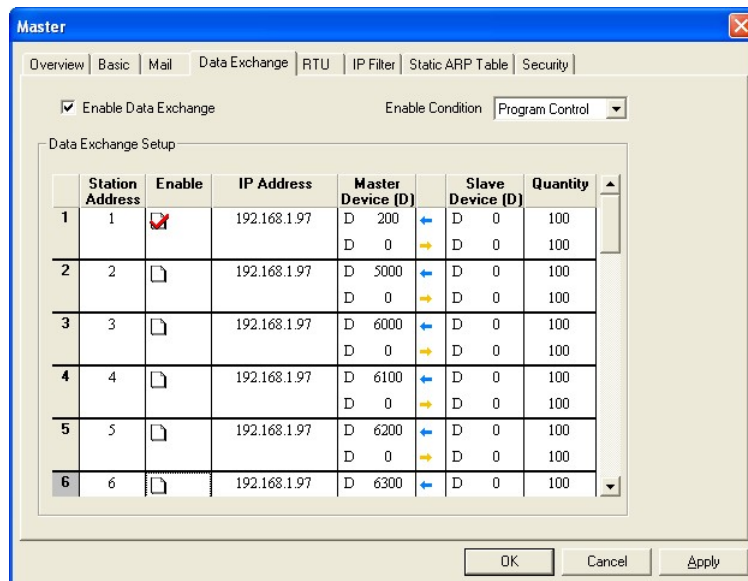 Master
Overview Basic Mail Data Exchange RTU IP Filter Static ARP Table Security
Enable Data Exchange Enable Condition Program Control
Data Exchange Setup
Station Address Enable IP Address Master Device (D) Slave Device (D) Quantity
1 1 192.168.1.97 D 200 D 0 100
D 0 D 0 100
2 2 192.168.1.97 D 5000 D 0 100
D 0 D 0 100
3 3 192.168.1.97 D 6000 D 0 100
D 0 D 0 100
4 4 192.168.1.97 D 6100 D 0 100
D 0 D 0 100
5 5 192.168.1.97 D 6200 D 0 100
D 0 D 0 100
6 6 192.168.1.97 D 6300 D 0 100
OK Cancel Apply